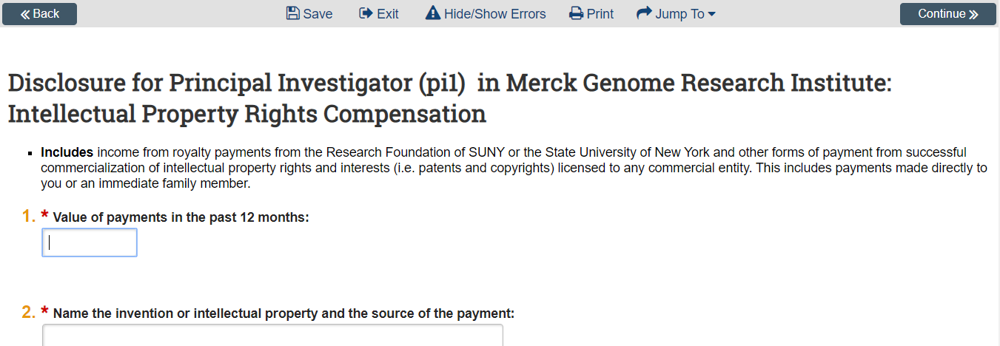 « Back Save Exit Hide/Show Errors Print Jump To Continue »
Disclosure for Principal Investigator (pi1) in Merck Genome Research Institute:
Intellectual Property Rights Compensation
▪ Includes income from royalty payments from the Research Foundation of SUNY or the State University of New York and other forms of payment from successful
commercialization of intellectual property rights and interests (i.e. patents and copyrights) licensed to any commercial entity. This includes payments made directly to
you or an immediate family member.
1. * Value of payments in the past 12 months:
2. * Name the invention or intellectual property and the source of the payment: